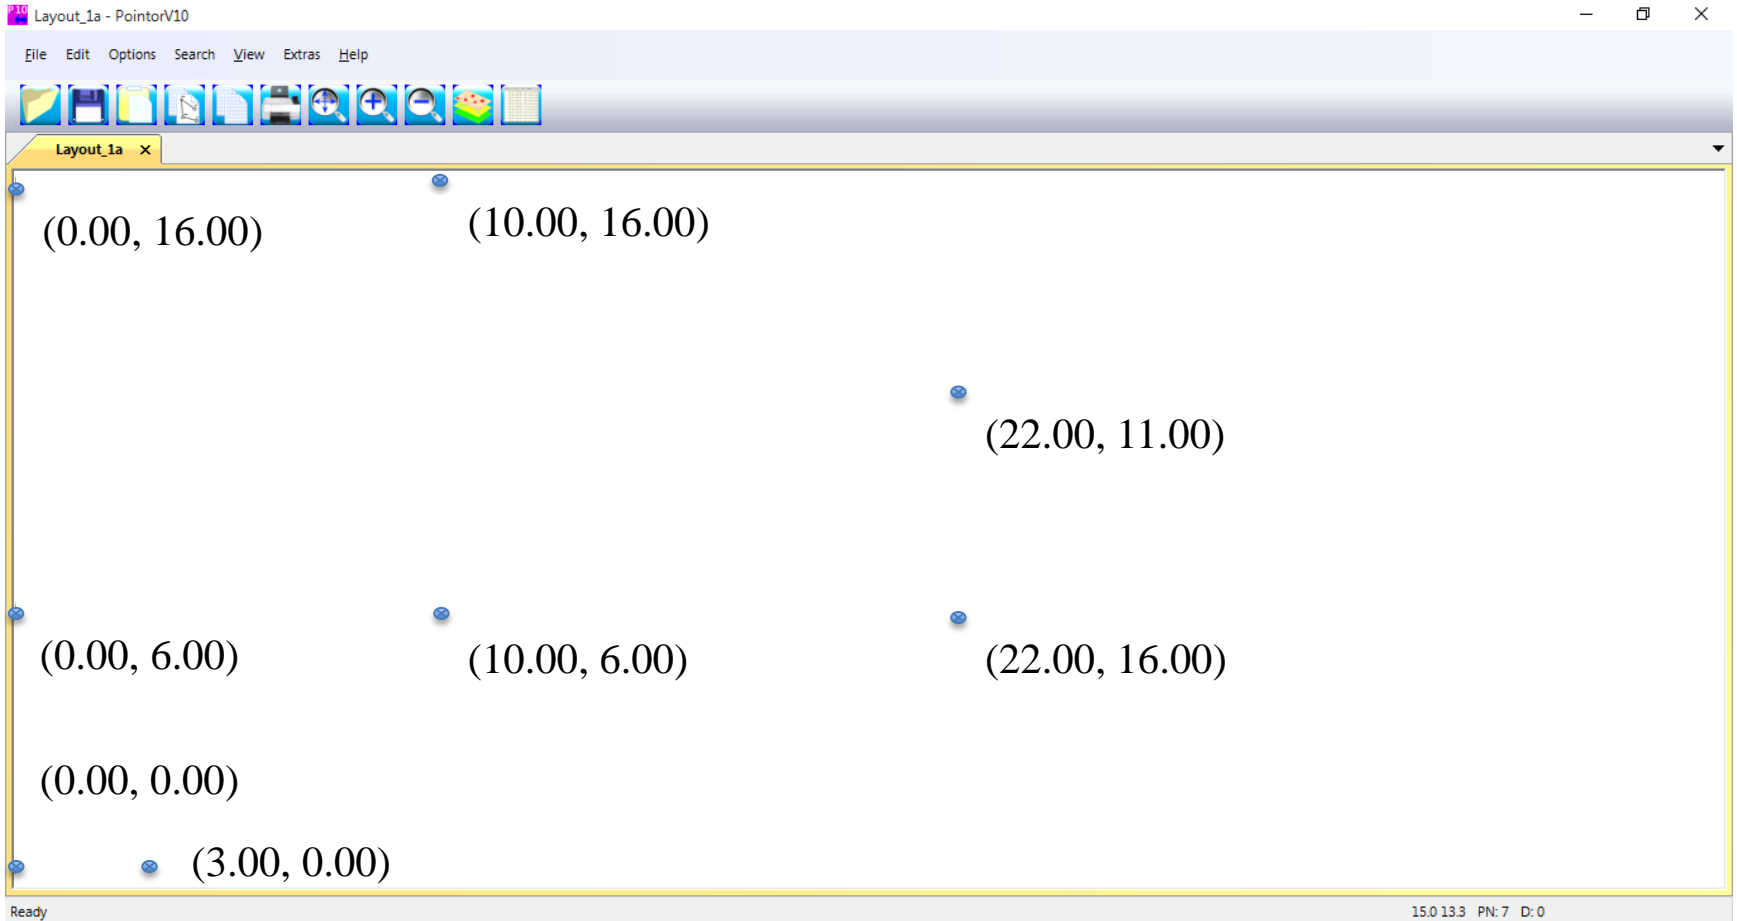 P10
Layout_1a - PointorV10
File Edit Options Search View Extras Help
Layout_1a
(0.00, 16.00)
(10.00, 16.00)
(22.00, 11.00)
(0.00, 6.00)
(10.00, 6.00)
(22.00, 16.00)
(0.00, 0.00)
(3.00, 0.00)
Ready
15.0 13.3 PN: 7 D: 0